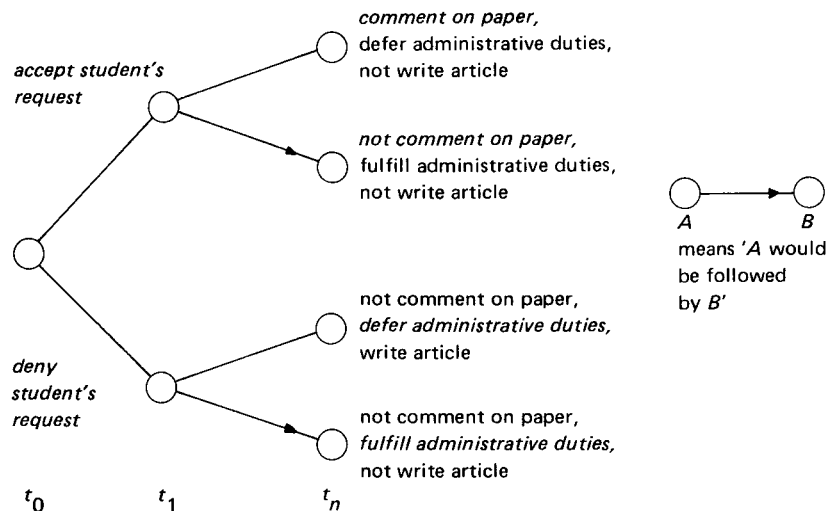 comment on paper,
defer administrative duties,
not write article
accept student's
request
not comment on paper,
fulfill administrative duties,
not write article
A B
means 'A would
be followed
by B'
not comment on paper,
defer administrative duties,
write article
deny
student's
request
not comment on paper,
fulfill administrative duties,
not write article
t0 t1 tn